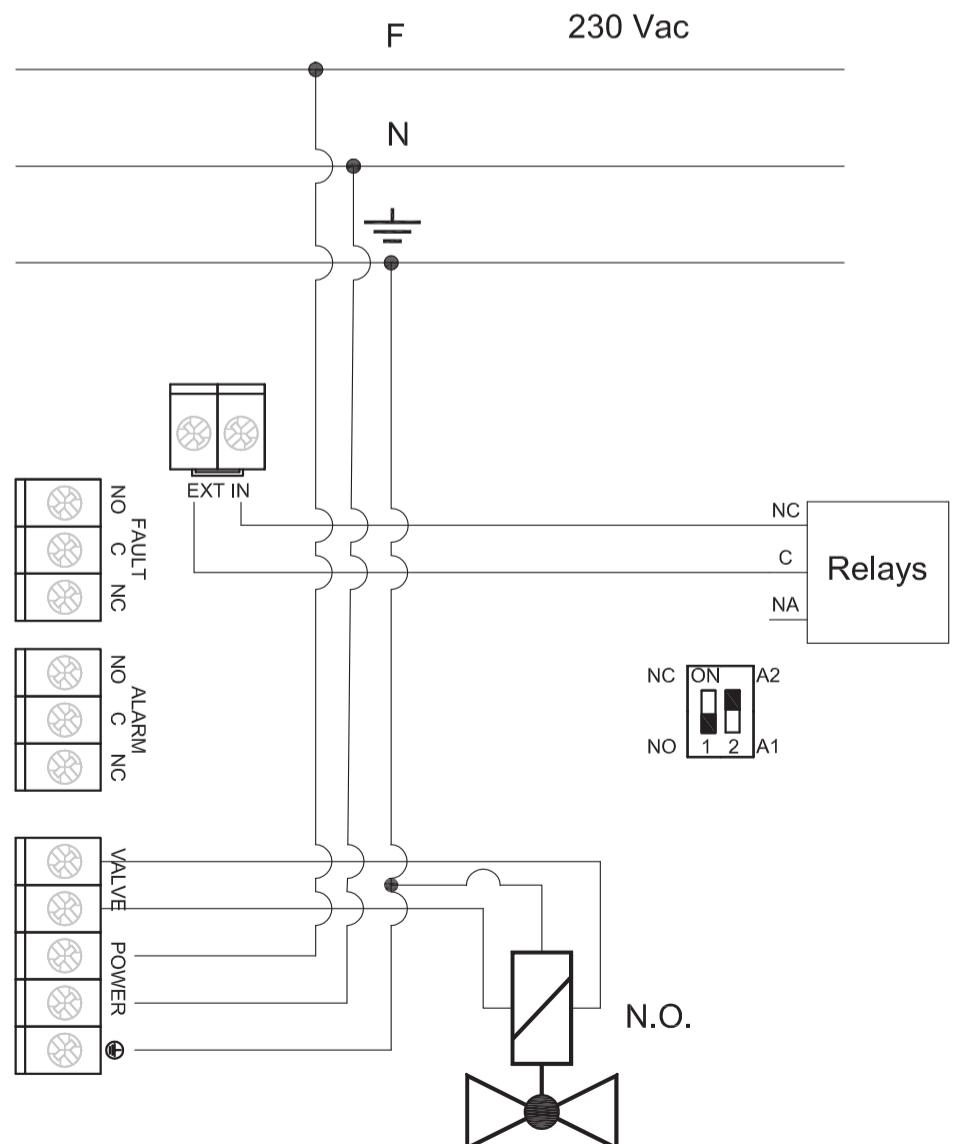 230 Vac
F
N
EXT IN
NO
C
NC
FAULT
NC
C
NA
Relays
NO
C
NC
ALARM
NC
ON
A2
NO
1 2
A1
VALVE
POWER
N.O.